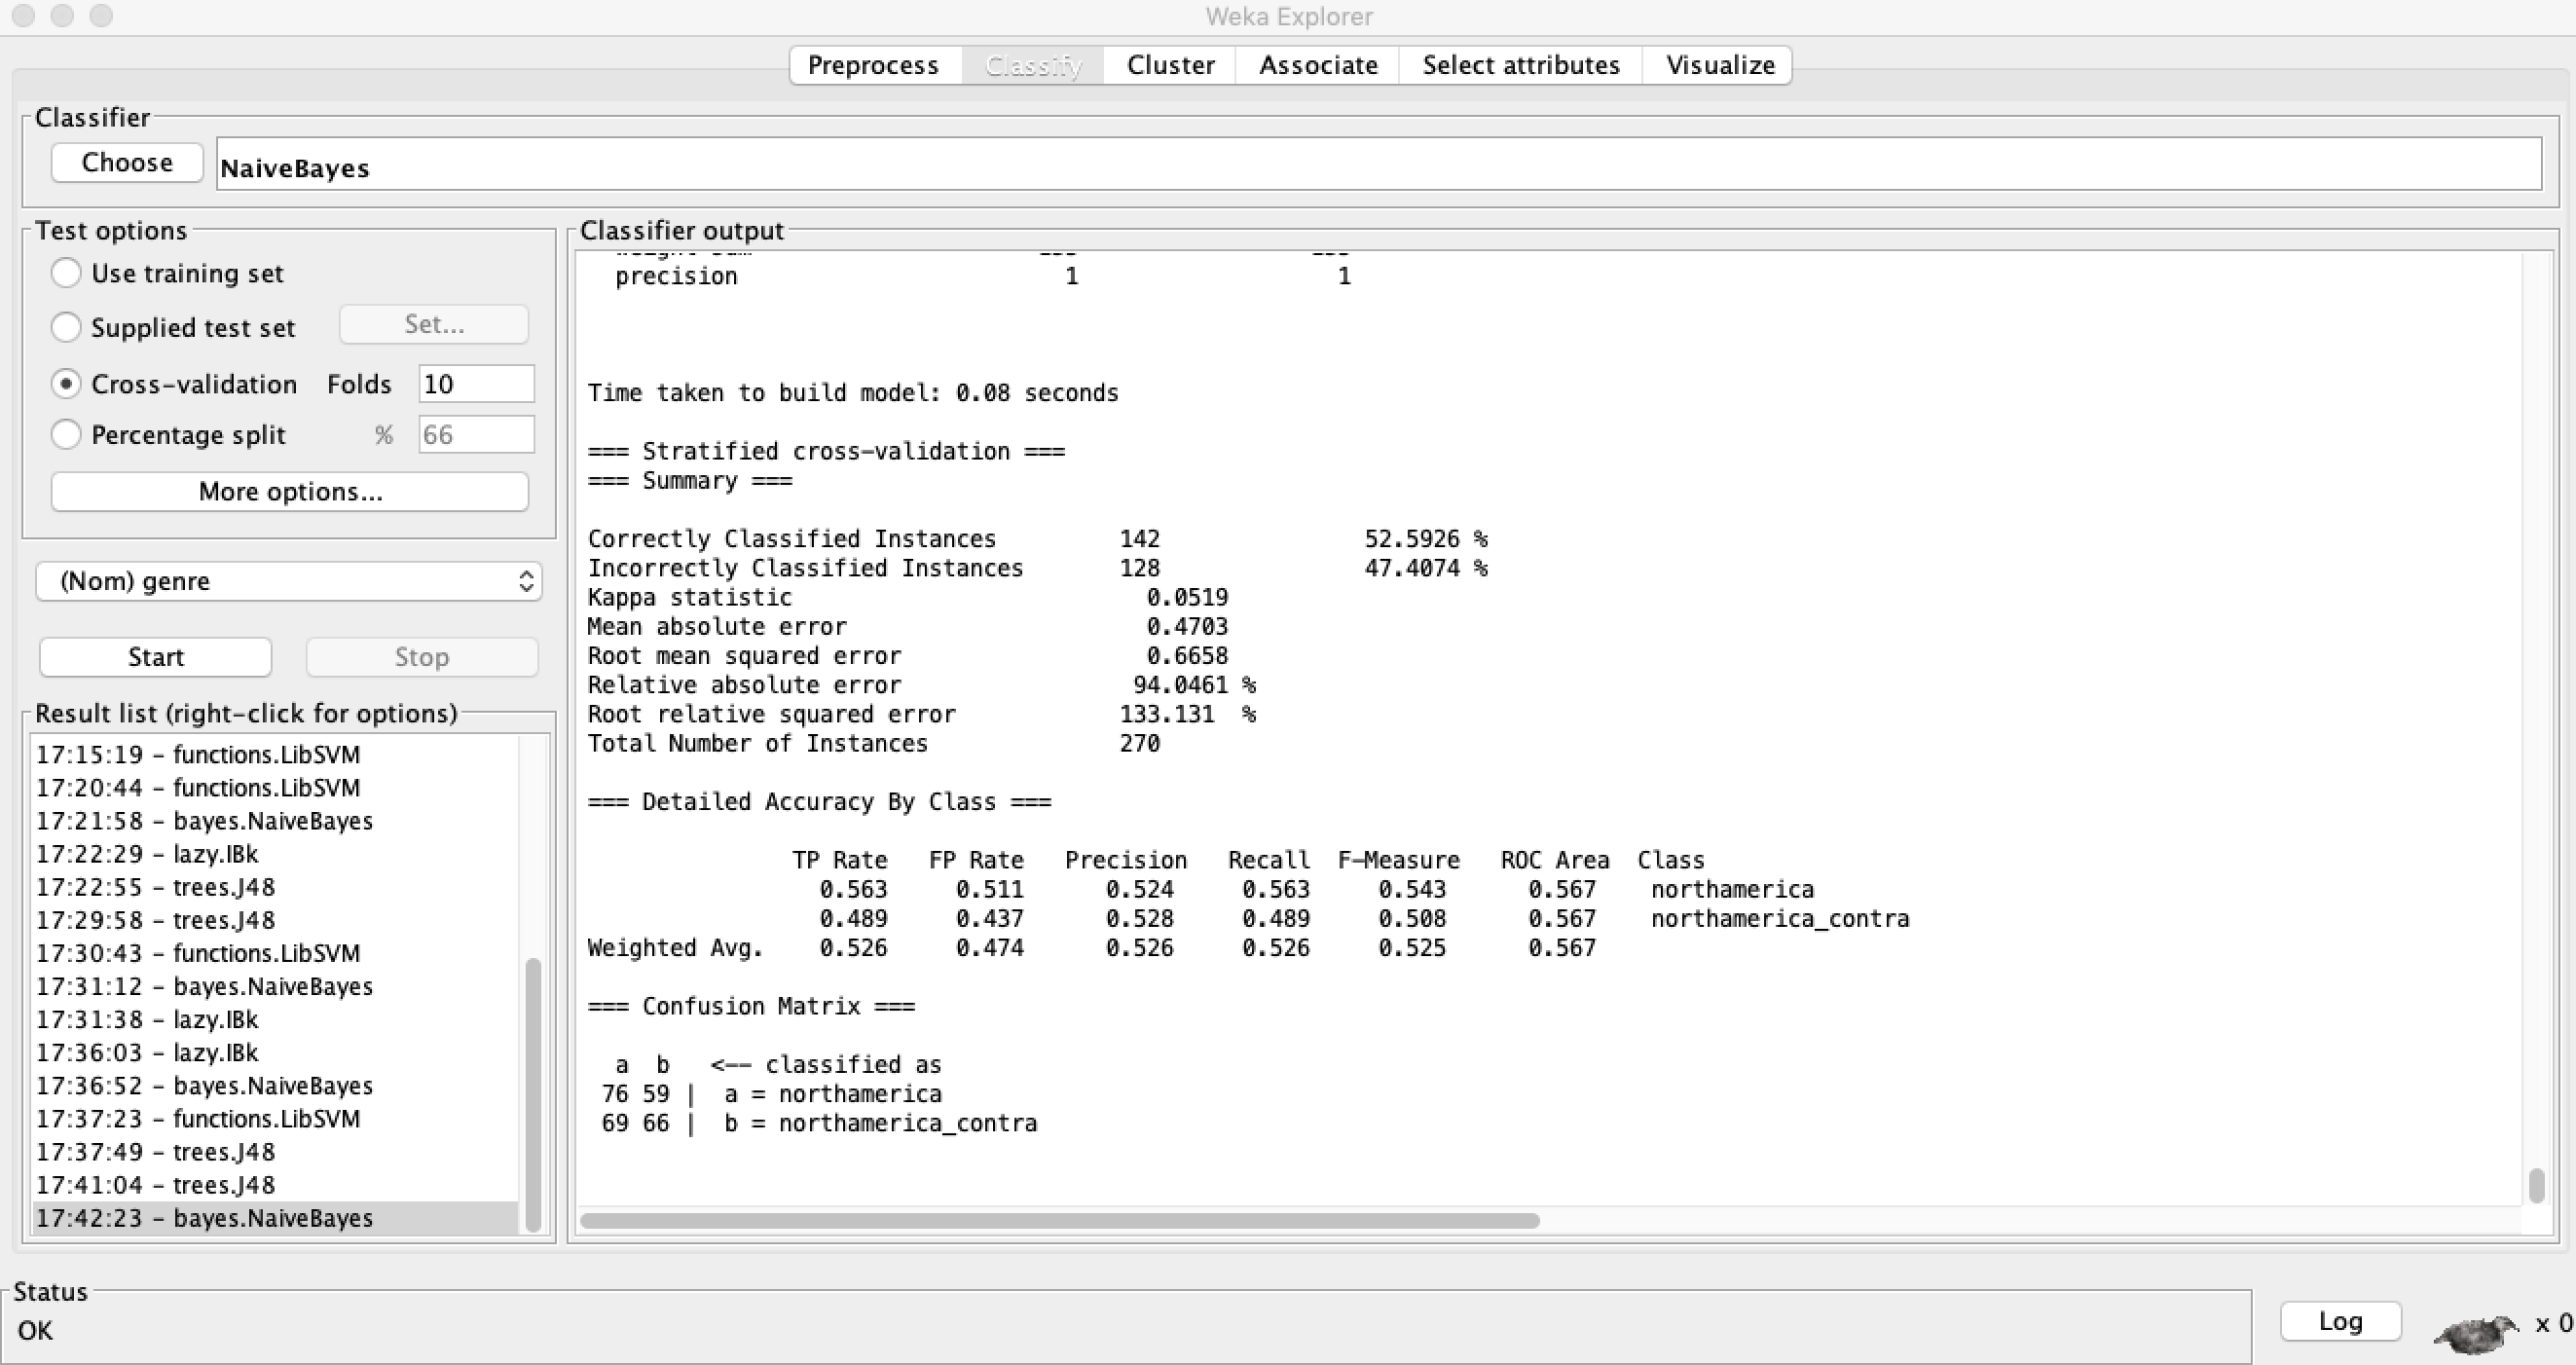 Weka Explorer
Preprocess Classify Cluster Associate Select attributes Visualize
Classifier
Choose NaiveBayes
Test options
Use training set
Supplied test set Set...
Cross-validation Folds 10
Percentage split % 66
More options...
(Nom) genre
Start Stop
Result list (right-click for options)
17:15:19 - functions.LibSVM
17:20:44 - functions.LibSVM
17:21:58 - bayes.NaiveBayes
17:22:29 - lazy.IBk
17:22:55 - trees.J48
17:29:58 - trees.J48
17:30:43 - functions.LibSVM
17:31:12 - bayes.NaiveBayes
17:31:38 - lazy.IBk
17:36:03 - lazy.IBk
17:36:52 - bayes.NaiveBayes
17:37:23 - functions.LibSVM
17:37:49 - trees.J48
17:41:04 - trees.J48
17:42:23 - bayes.NaiveBayes
Classifier output
precision 1 1
Time taken to build model: 0.08 seconds
=== Stratified cross-validation ===
=== Summary ===
Correctly Classified Instances 142 52.5926 %
Incorrectly Classified Instances 128 47.4074 %
Kappa statistic 0.0519
Mean absolute error 0.4703
Root mean squared error 0.6658
Relative absolute error 94.0461 %
Root relative squared error 133.131 %
Total Number of Instances 270
=== Detailed Accuracy By Class ===
TP Rate FP Rate Precision Recall F-Measure ROC Area Class
0.563 0.511 0.524 0.563 0.543 0.567 northamerica
0.489 0.437 0.528 0.489 0.508 0.567 northamerica_contra
Weighted Avg. 0.526 0.474 0.526 0.526 0.525 0.567
=== Confusion Matrix ===
a b <-- classified as
76 59 | a = northamerica
69 66 | b = northamerica_contra
Status
OK
Log x 0